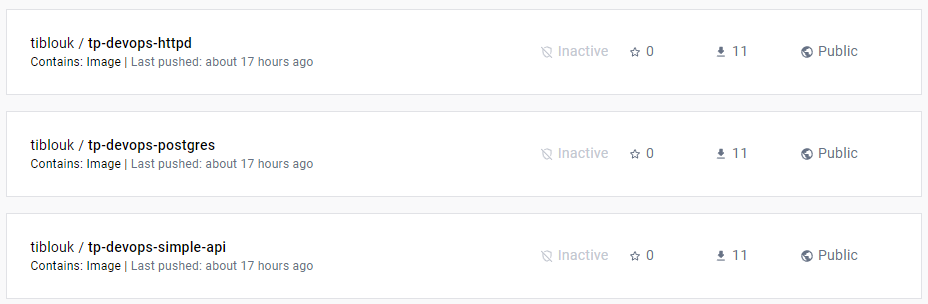 tiblouk / tp-devops-httpd
Contains: Image | Last pushed: about 17 hours ago
Inactive 0 11 Public
tiblouk / tp-devops-postgres
Contains: Image | Last pushed: about 17 hours ago
Inactive 0 11 Public
tiblouk / tp-devops-simple-api
Contains: Image | Last pushed: about 17 hours ago
Inactive 0 11 Public